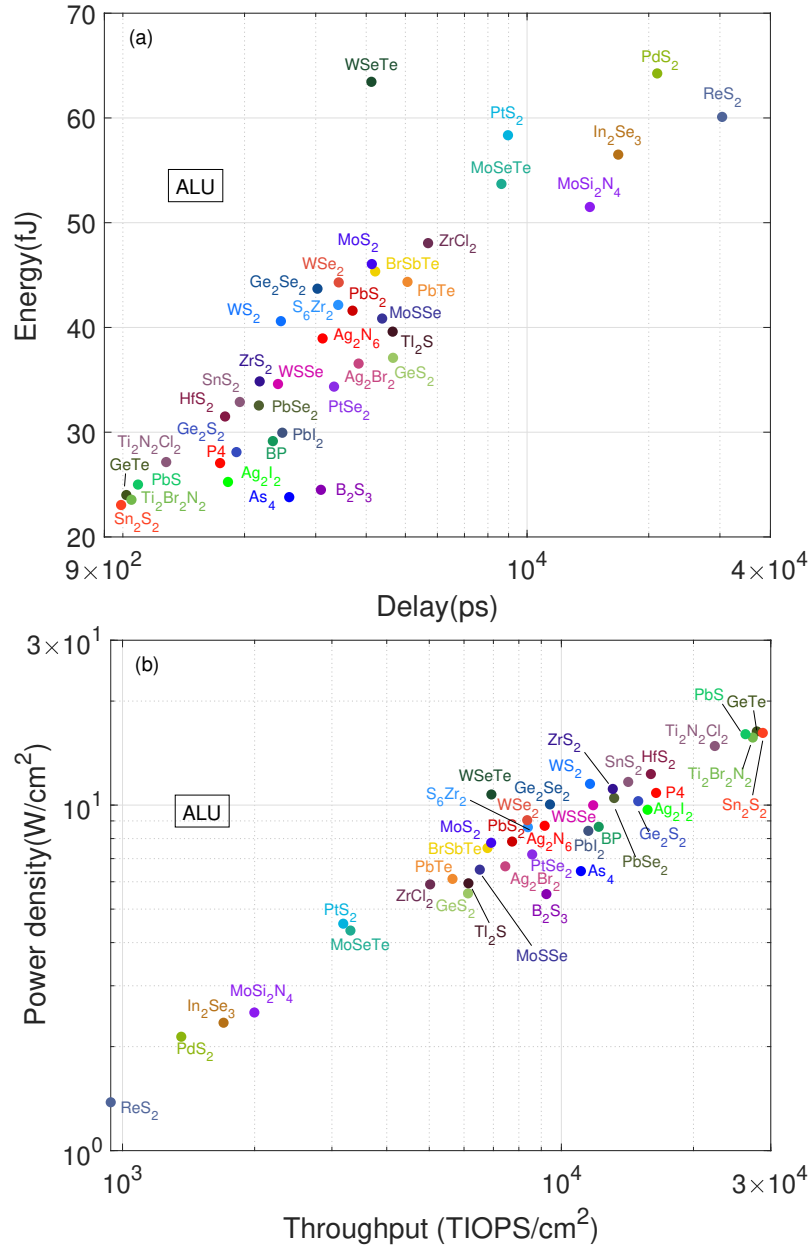 70
(a)
WSeTe
PdS2
ReS2
60
PtS2
In2Se3
MoSeTe
MoSi2N4
ALU
50
Energy(fJ)
MoS2
ZrCl2
WSe2
BrSbTe
Ge2Se2
PbTe
PbS2
WS2
S6Zr2
MoSSe
40
Ag2N6
Tl2S
ZrS2
WSSe
Ag2Br2
GeS2
SnS2
HfS2
PbSe2
PtSe2
30
Ge2S2
PbI2
Ti2N2Cl2
P4
BP
GeTe
PbS
Ag2I2
B2S3
Ti2Br2N2
As4
Sn2S2
20
9×10^2
10^4
4×10^4
Delay(ps)
3×10^1
(b)
PbS
GeTe
Ti2N2Cl2
ZrS2
SnS2
HfS2
WS2
Ti2Br2N2
WSeTe
Ge2Se2
P4
Sn2S2
S6Zr2
10^1
ALU
WSe2
WSSe
Ag2I2
MoS2
PbS2
Ag2N6
BP
Ge2S2
BrSbTe
PbI2
PbSe2
PbTe
PtSe2
As4
Ag2Br2
ZrCl2
GeS2
B2S3
PtS2
Tl2S
MoSeTe
MoSSe
Power density(W/cm^2)
MoSi2N4
In2Se3
PdS2
ReS2
10^0
10^3
10^4
3×10^4
Throughput (TIOPS/cm^2)